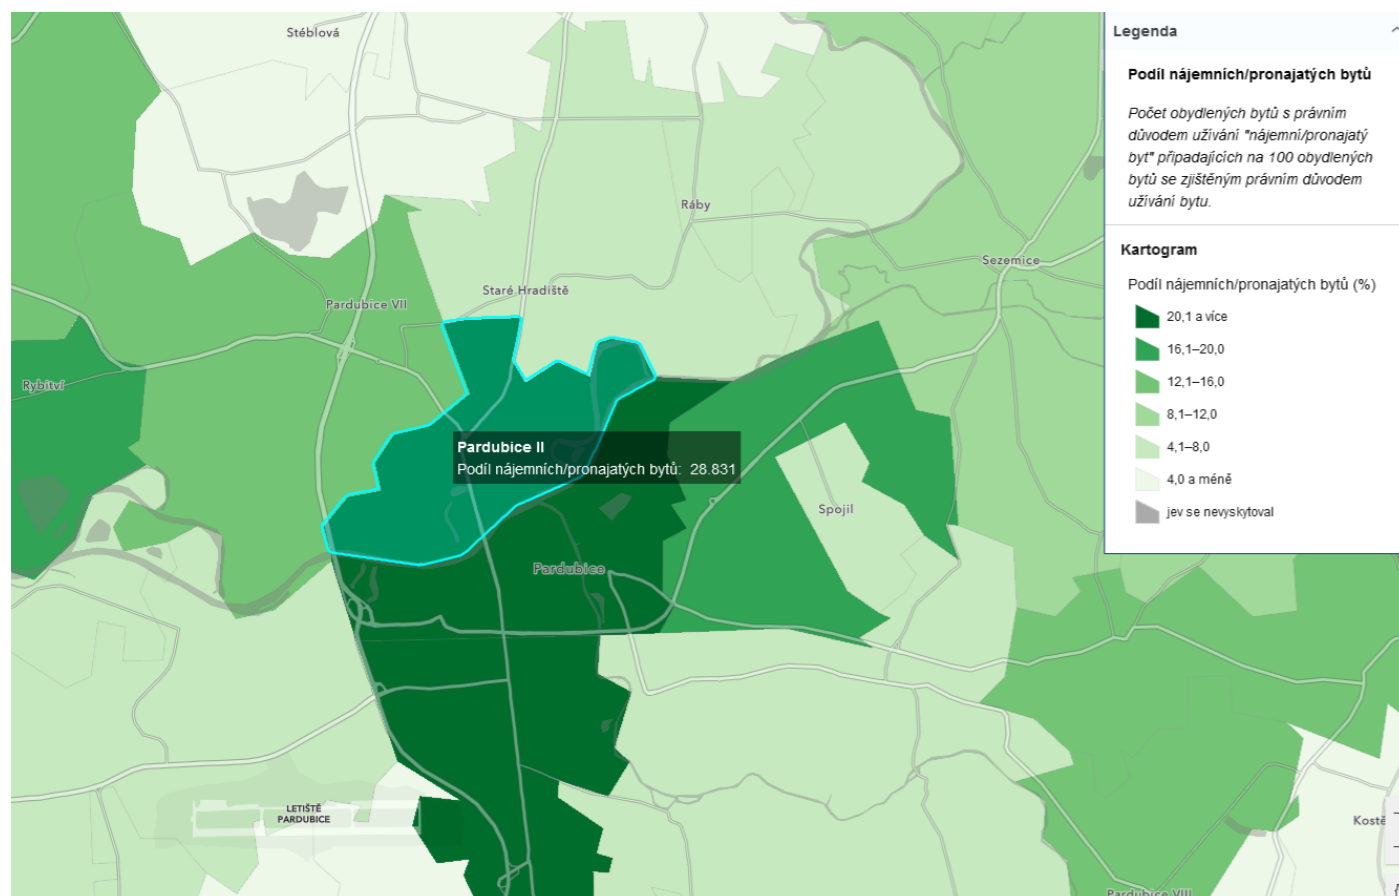 Stéblová
Ráby
Sezemice
Staré Hradiště
Pardubice VII
Rybitví
Pardubice II
Podíl nájemních/pronajatých bytů: 28.831
Spojil
Pardubice
LETIŠTĚ
PARDUBICE
Kostě
Pardubice VIII
Legenda
Podíl nájemních/pronajatých bytů
Počet obydlených bytů s právním
důvodem užívání "nájemní/pronajatý
byt" připadajících na 100 obydlených
bytů se zjištěným právním důvodem
užívání bytu.
Kartogram
Podíl nájemních/pronajatých bytů (%)
20,1 a více
16,1–20,0
12,1–16,0
8,1–12,0
4,1–8,0
4,0 a méně
jev se nevyskytoval